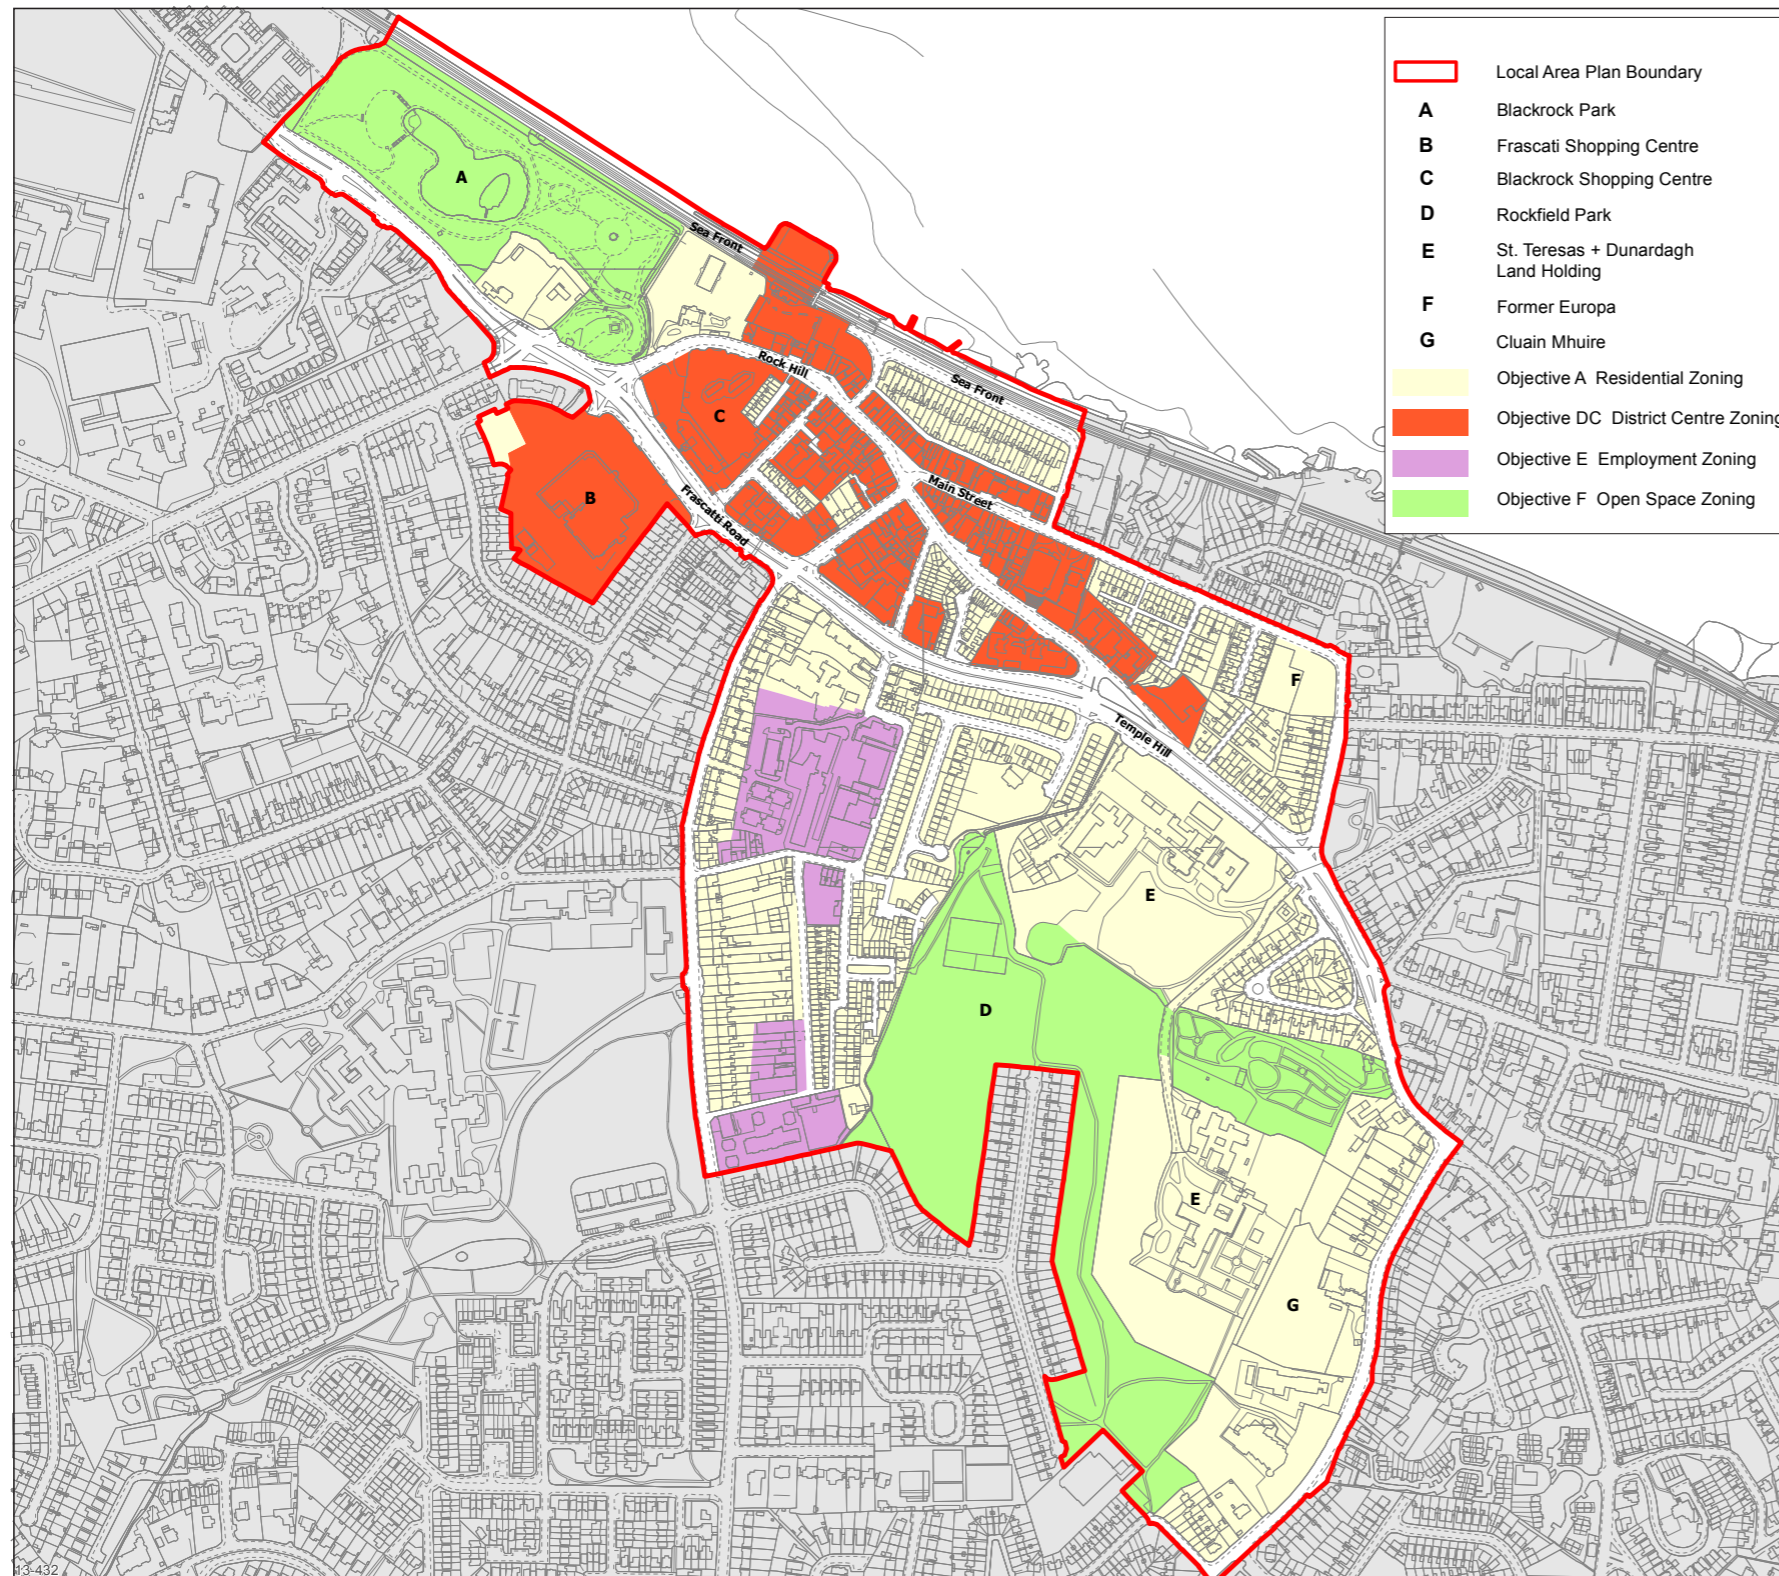 Local Area Plan Boundary
A Blackrock Park
B Frascati Shopping Centre
C Blackrock Shopping Centre
D Rockfield Park
E St. Teresas + Dunardagh
Land Holding
F Former Europa
G Cluain Mhuire
Objective A Residential Zoning
Objective DC District Centre Zoning
Objective E Employment Zoning
Objective F Open Space Zoning
A
Sea Front
Rock Hill
Sea Front
C
B
Main Street
Frascatti Road
F
Temple Hill
E
D
E
G
13-432